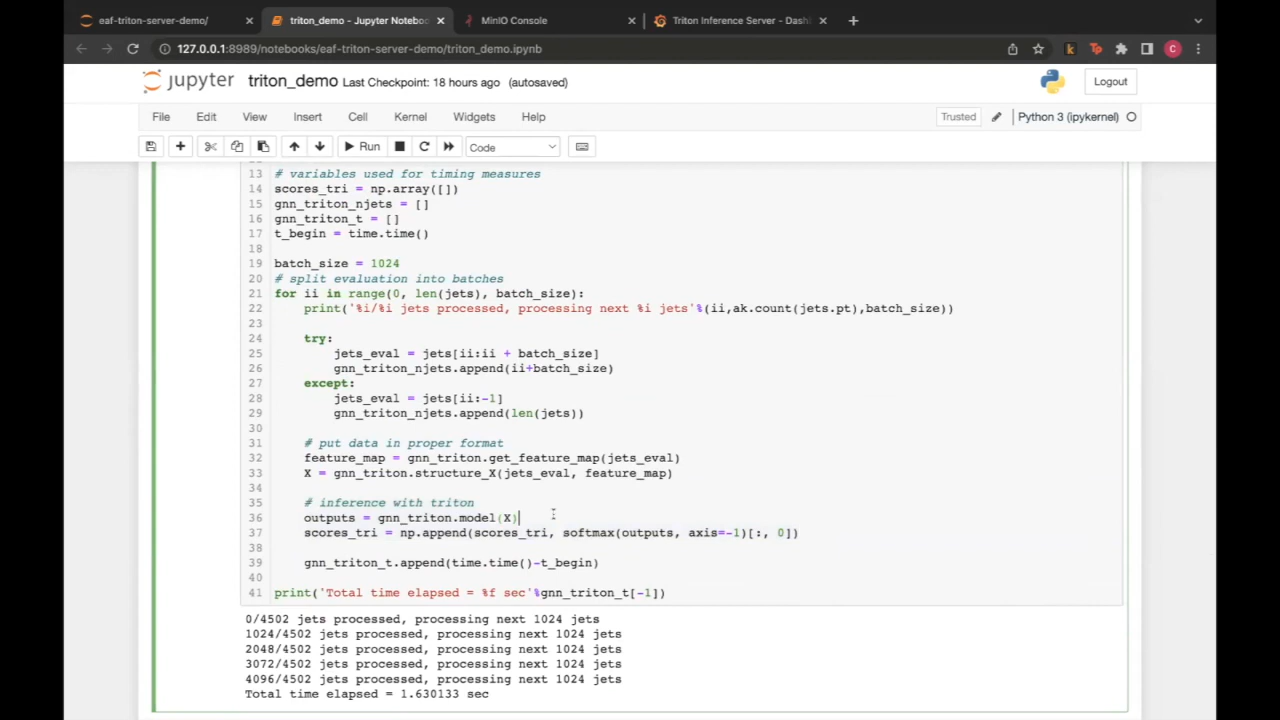 eaf-triton-server-demo/
triton_demo - Jupyter Noteboo
MinIO Console
Triton Inference Server - Dash
127.0.0.1:8989/notebooks/eaf-triton-server-demo/triton_demo.ipynb
jupyter triton_demo Last Checkpoint: 18 hours ago (autosaved)
Logout
File Edit View Insert Cell Kernel Widgets Help
Trusted Python 3 (ipykernel)
Run Code
13 # variables used for timing measures
14 scores_tri = np.array([])
15 gnn_triton_njets = []
16 gnn_triton_t = []
17 t_begin = time.time()
18
19 batch_size = 1024
20 # split evaluation into batches
21 for ii in range(0, len(jets), batch_size):
22     print('%i/%i jets processed, processing next %i jets'%(ii,ak.count(jets.pt),batch_size))
23
24     try:
25         jets_eval = jets[ii:ii + batch_size]
26         gnn_triton_njets.append(ii+batch_size)
27     except:
28         jets_eval = jets[ii:-1]
29         gnn_triton_njets.append(len(jets))
30
31     # put data in proper format
32     feature_map = gnn_triton.get_feature_map(jets_eval)
33     X = gnn_triton.structure_X(jets_eval, feature_map)
34
35     # inference with triton
36     outputs = gnn_triton.model(X)
37     scores_tri = np.append(scores_tri, softmax(outputs, axis=-1)[:, 0])
38
39     gnn_triton_t.append(time.time()-t_begin)
40
41 print('Total time elapsed = %f sec'%gnn_triton_t[-1])
0/4502 jets processed, processing next 1024 jets
1024/4502 jets processed, processing next 1024 jets
2048/4502 jets processed, processing next 1024 jets
3072/4502 jets processed, processing next 1024 jets
4096/4502 jets processed, processing next 1024 jets
Total time elapsed = 1.630133 sec